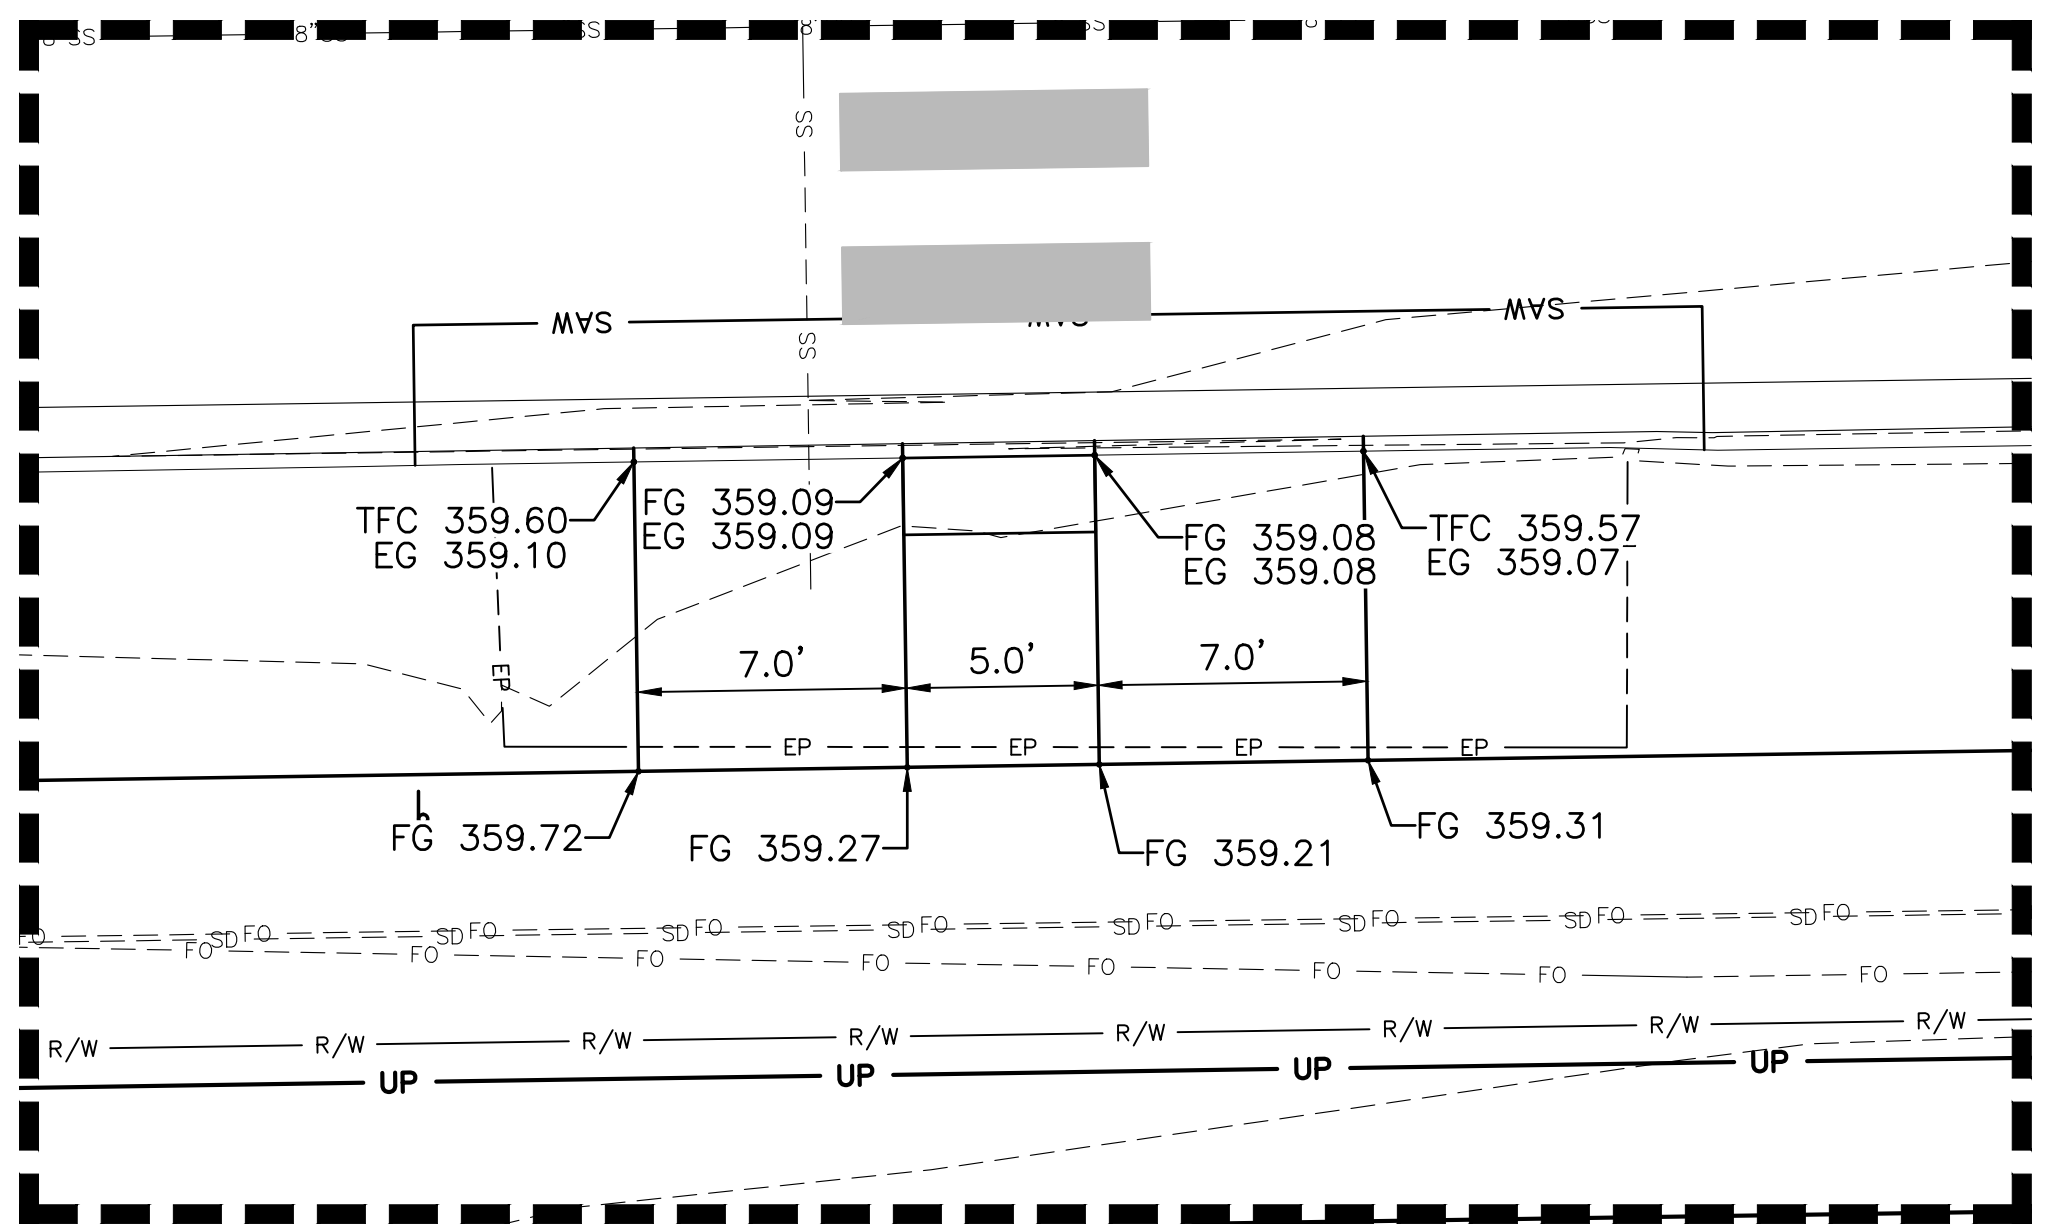 8" SS
SS
SS
SS
SAW
SAW
SAW
SS
TFC 359.60
EG 359.10
FG 359.09
EG 359.09
FG 359.08
EG 359.08
TFC 359.57
EG 359.07
7.0'
5.0'
7.0'
EP
EP
EP
EP
EP
FG 359.72
FG 359.27
FG 359.21
FG 359.31
FO SD FO SD FO SD FO SD FO SD FO SD FO SD FO SD FO
FO FO FO FO FO FO FO FO
R/W R/W R/W R/W R/W R/W R/W R/W
UP UP UP UP